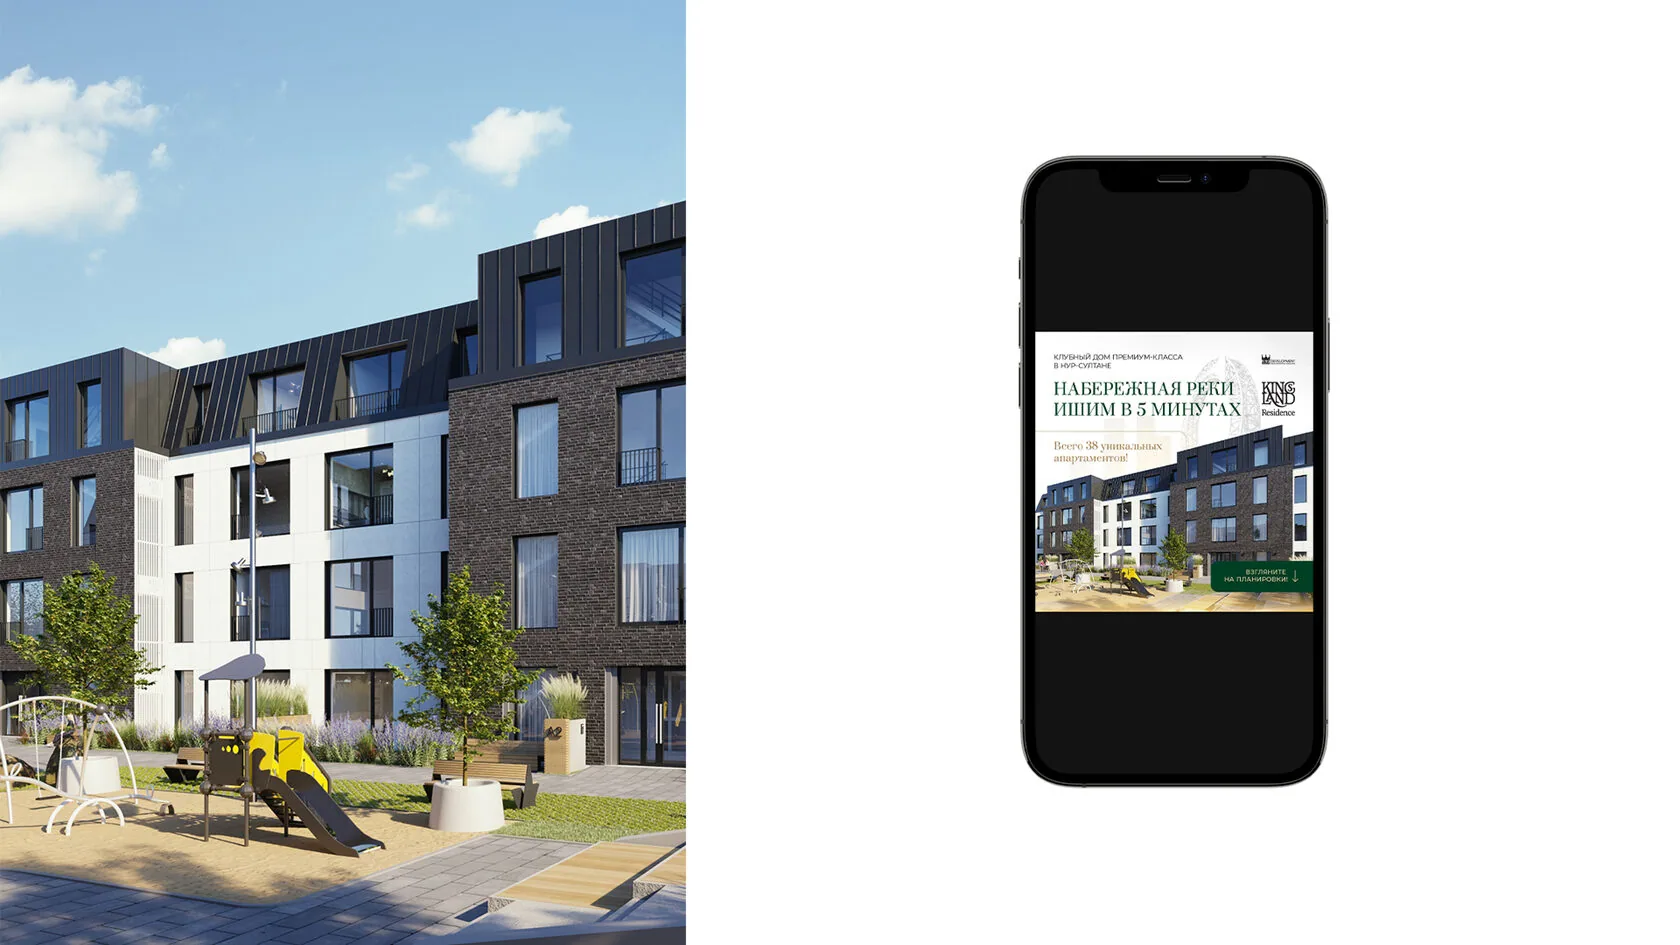 КЛУБНЫЙ ДОМ ПРЕМИУМ-КЛАССА
В НУР-СУЛТАНЕ
НАБЕРЕЖНАЯ РЕКИ
ИШИМ В 5 МИНУТАХ
Всего 38 уникальных
апартаментов!
DEVELOPMENT
KING
LAND
Residence
ВЗГЛЯНИТЕ
НА ПЛАНИРОВКИ!